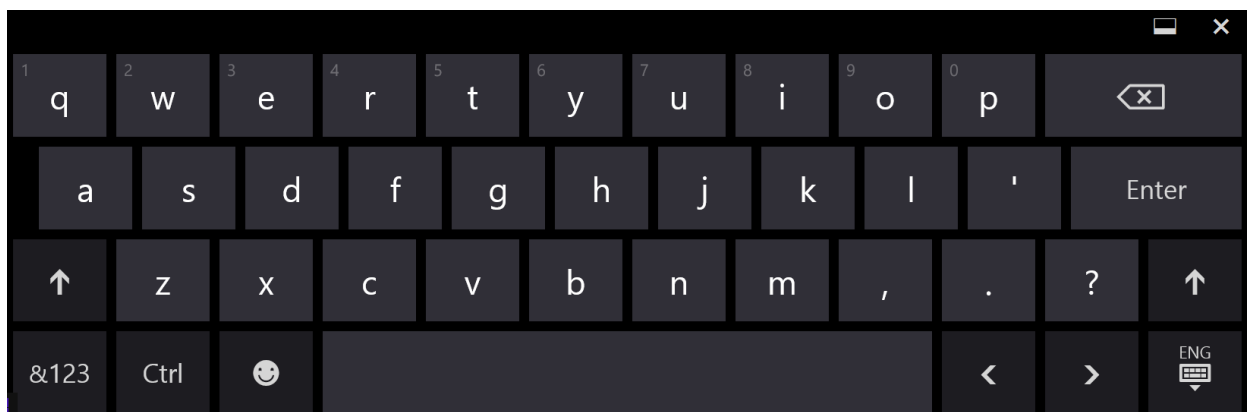 1 q 2 w 3 e 4 r 5 t 6 y 7 u 8 i 9 o 0 p
a s d f g h j k l ' Enter
z x c v b n m , . ?
&123 Ctrl < > ENG